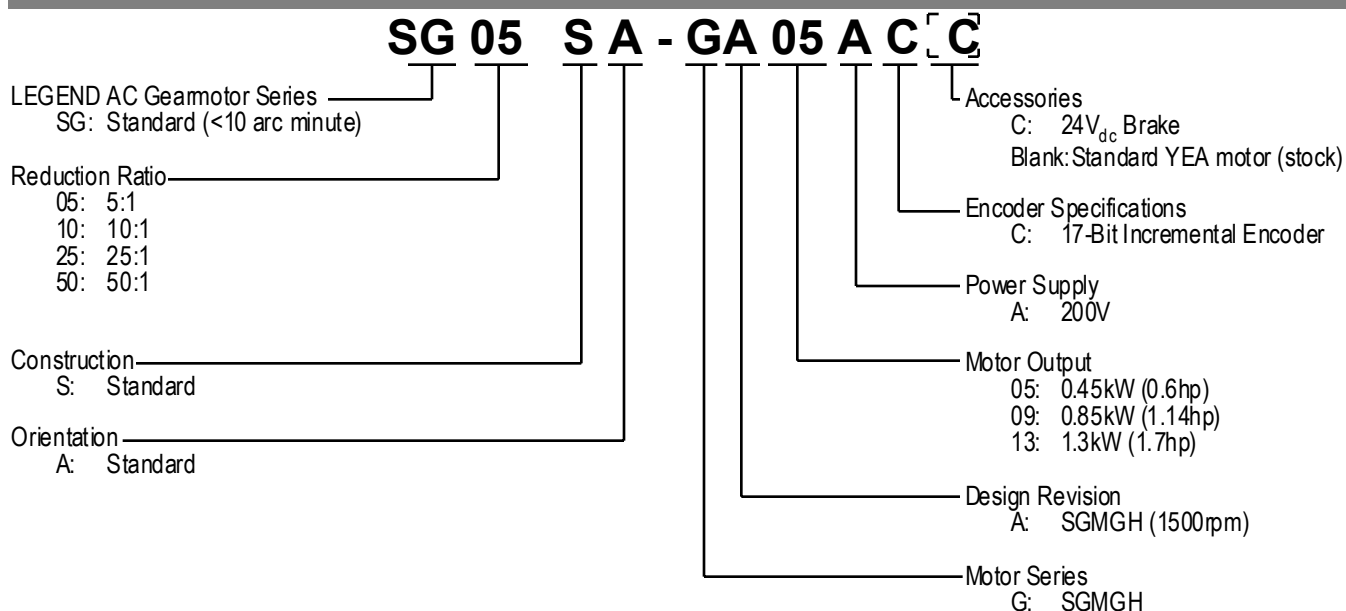 SG 05 S A - G A 05 A C C
LEGEND AC Gearmotor Series
SG: Standard (<10 arc minute)
Reduction Ratio
05: 5:1
10: 10:1
25: 25:1
50: 50:1
Construction
S: Standard
Orientation
A: Standard
Accessories
C: 24Vdc Brake
Blank: Standard YEA motor (stock)
Encoder Specifications
C: 17-Bit Incremental Encoder
Power Supply
A: 200V
Motor Output
05: 0.45kW (0.6hp)
09: 0.85kW (1.14hp)
13: 1.3kW (1.7hp)
Design Revision
A: SGMGH (1500rpm)
Motor Series
G: SGMGH